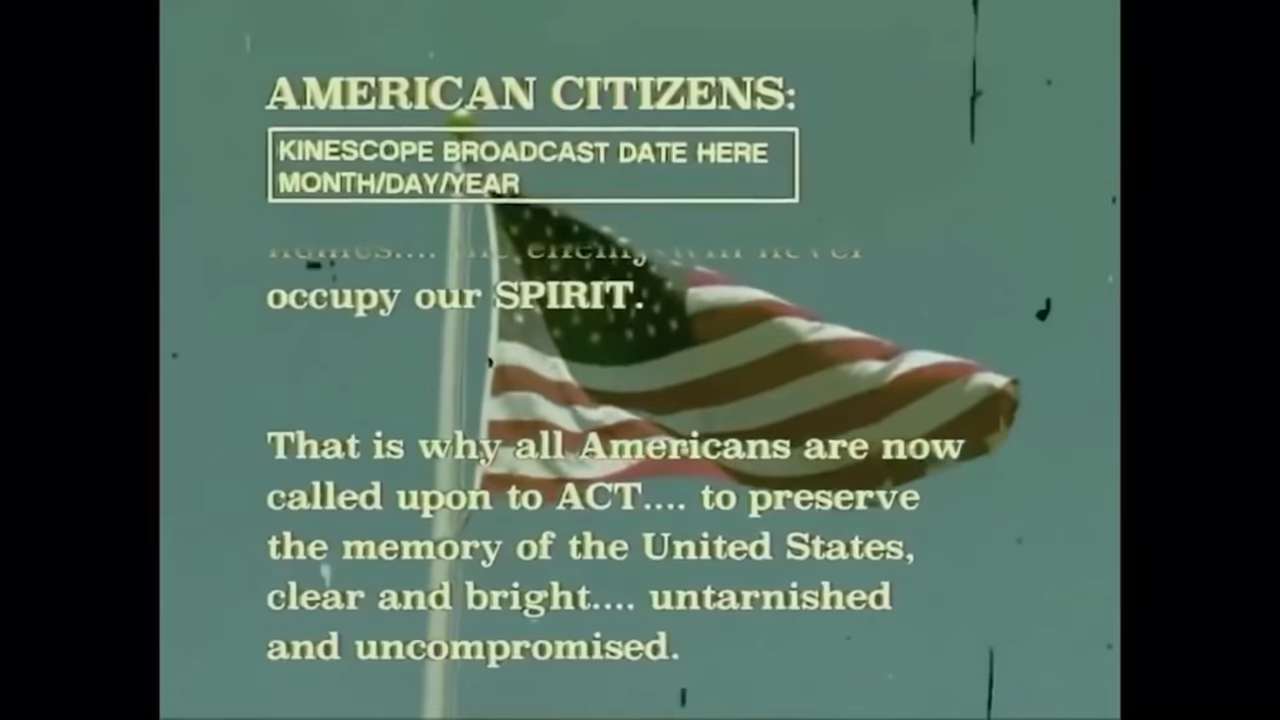 AMERICAN CITIZENS:
KINESCOPE BROADCAST DATE HERE
MONTH/DAY/YEAR
occupy our SPIRIT.
That is why all Americans are now
called upon to ACT.... to preserve
the memory of the United States,
clear and bright.... untarnished
and uncompromised.